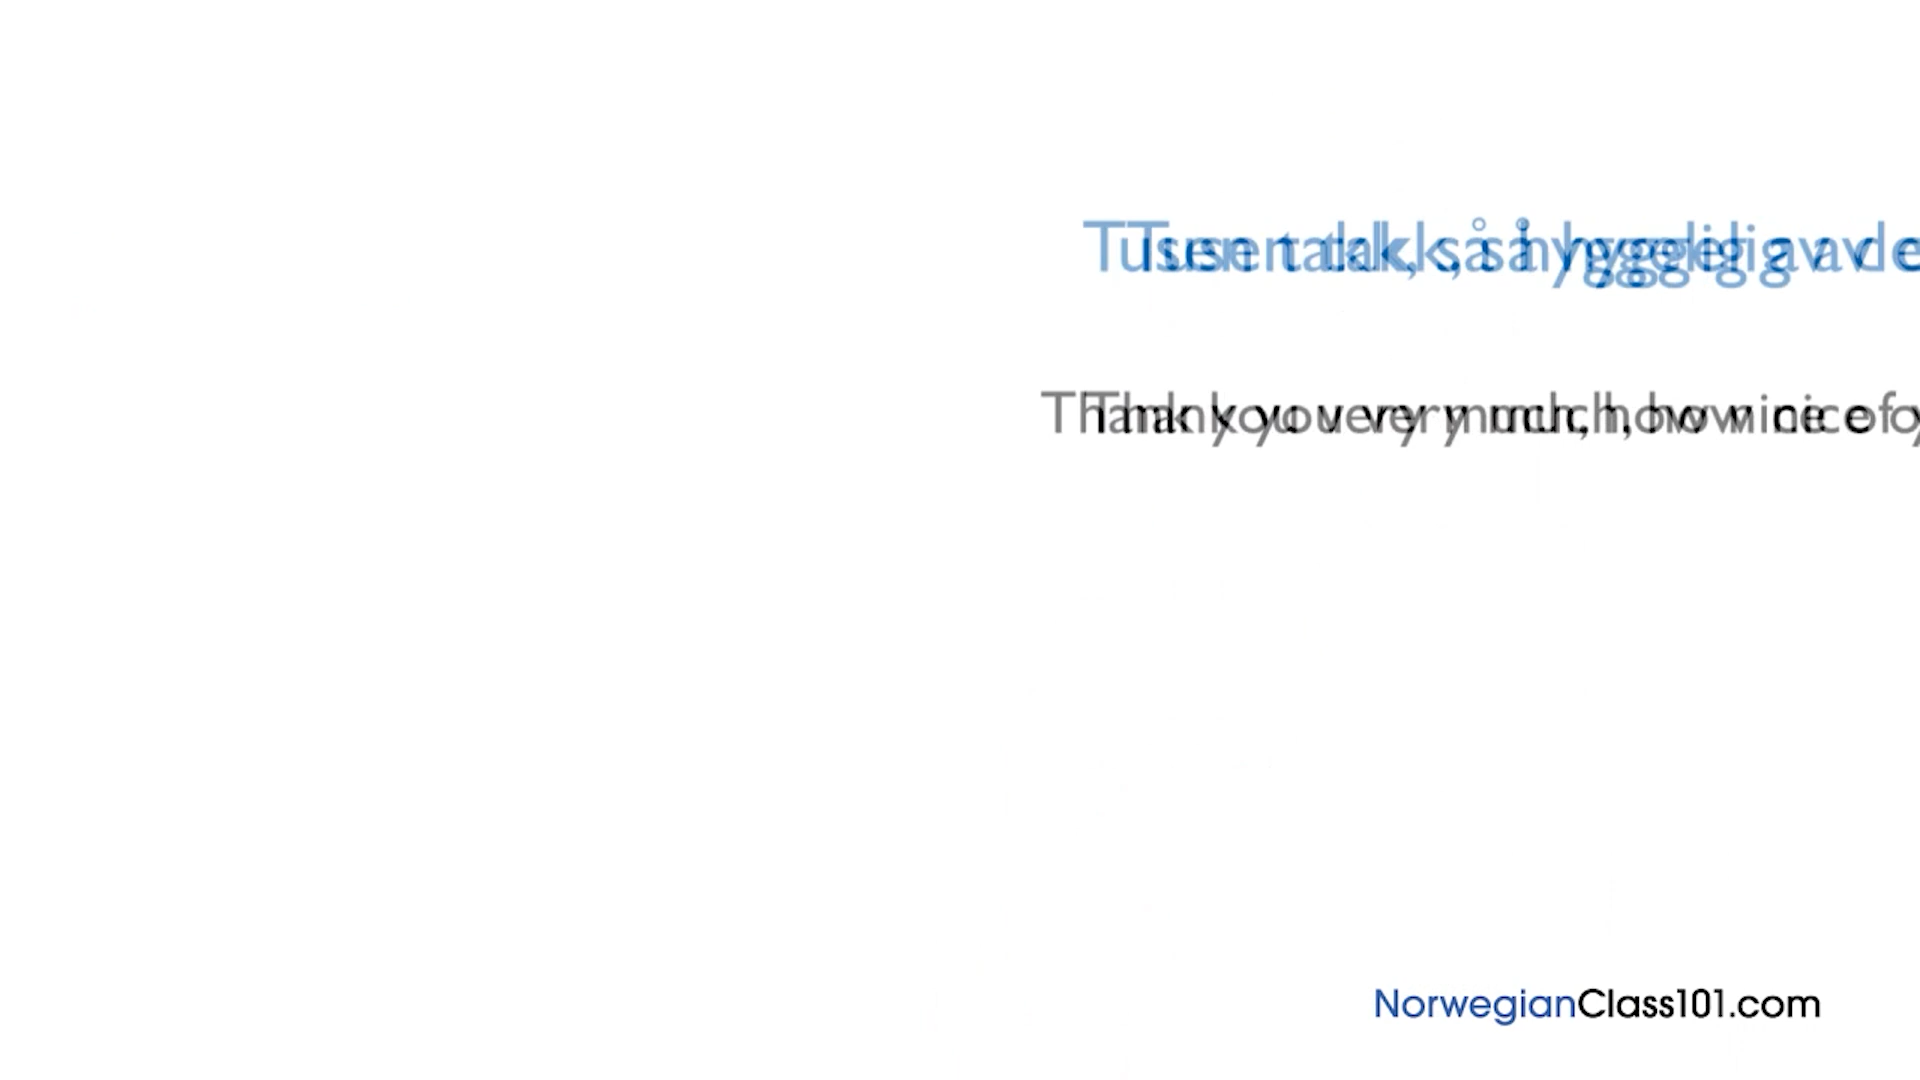 Tusen takk, så hyggelig av
Thank you very much, how nice of
NorwegianClass101.com